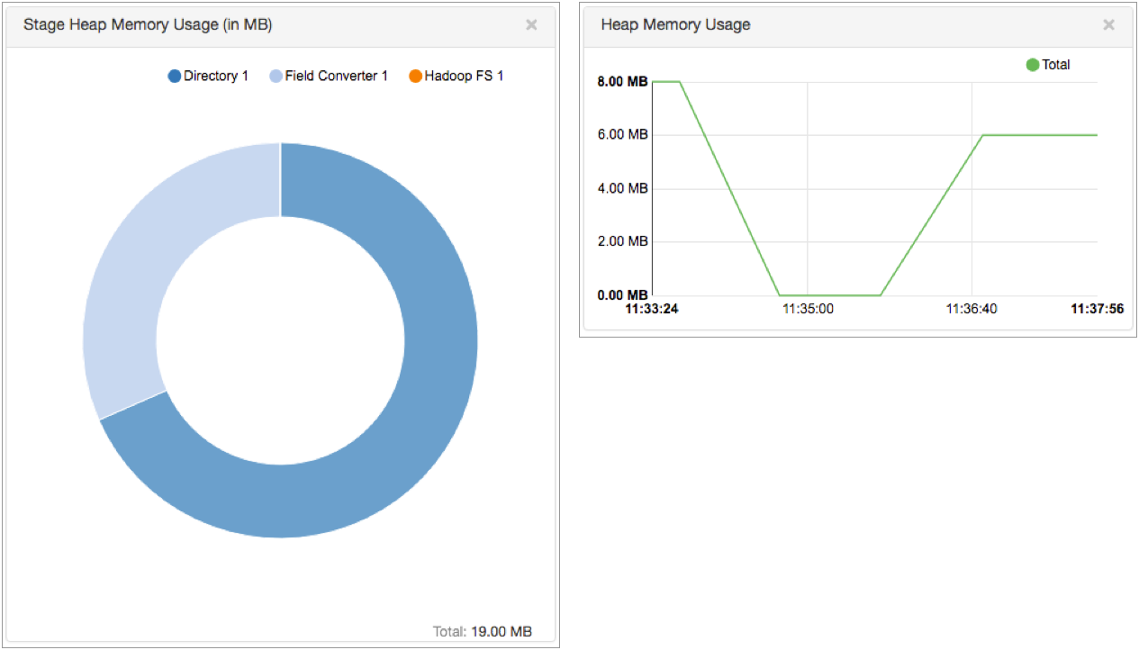 Stage Heap Memory Usage (in MB) ×
Directory 1 Field Converter 1 Hadoop FS 1
Total: 19.00 MB
Heap Memory Usage ×
Total
8.00 MB
6.00 MB
4.00 MB
2.00 MB
0.00 MB
11:33:24 11:35:00 11:36:40 11:37:56